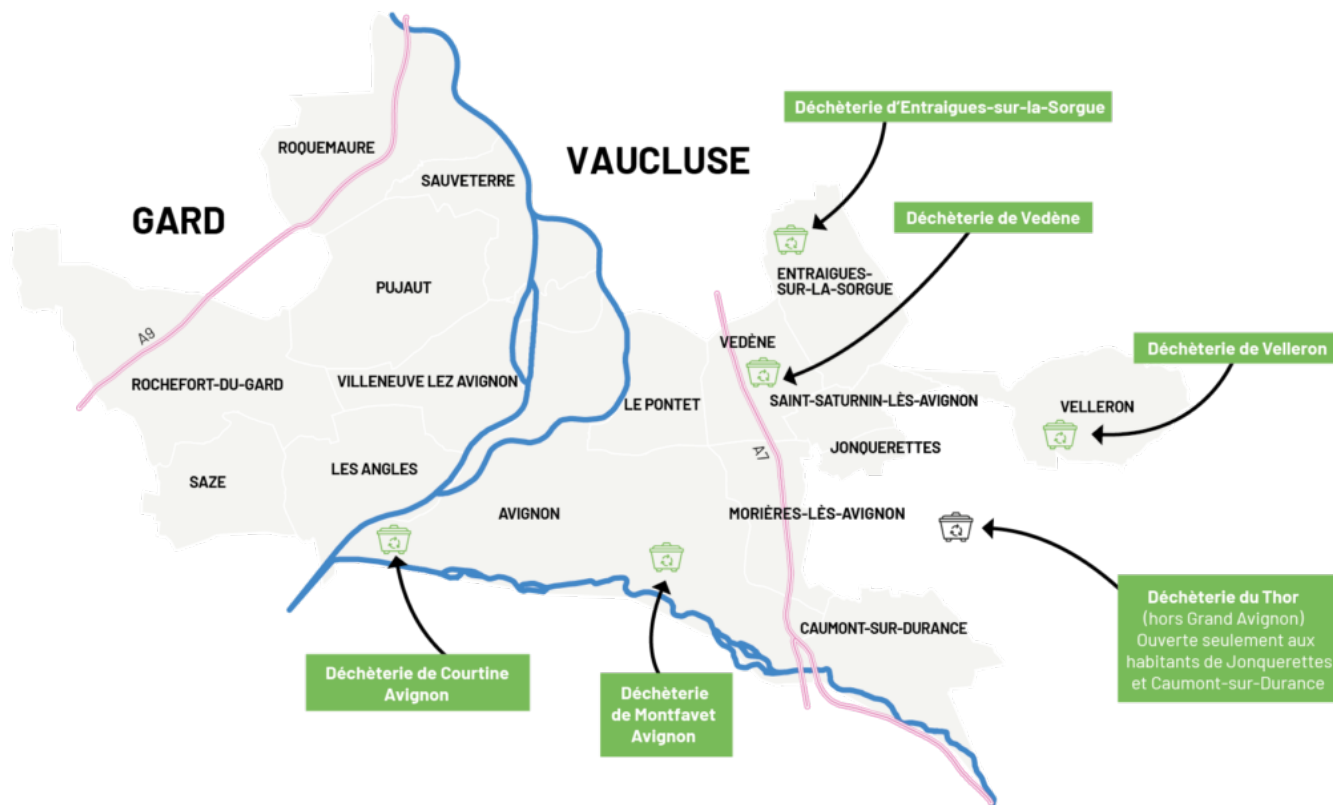 Déchèterie d'Entraigues-sur-la-Sorgue
ROQUEMAURE
VAUCLUSE
SAUVETERRE
GARD
Déchèterie de Vedène
ENTRAIGUES-
SUR-LA-SORGUE
PUJAUT
A9
VEDÈNE
Déchèterie de Velleron
ROCHEFORT-DU-GARD
VILLENEUVE LEZ AVIGNON
LE PONTET
SAINT-SATURNIN-LÈS-AVIGNON
VELLERON
JONQUERETTES
A7
LES ANGLES
SAZE
AVIGNON
MORIÈRES-LÈS-AVIGNON
Déchèterie du Thor
(hors Grand Avignon)
Ouverte seulement aux
habitants de Jonquerettes
et Caumont-sur-Durance
CAUMONT-SUR-DURANCE
Déchèterie de Courtine
Avignon
Déchèterie
de Montfavet
Avignon